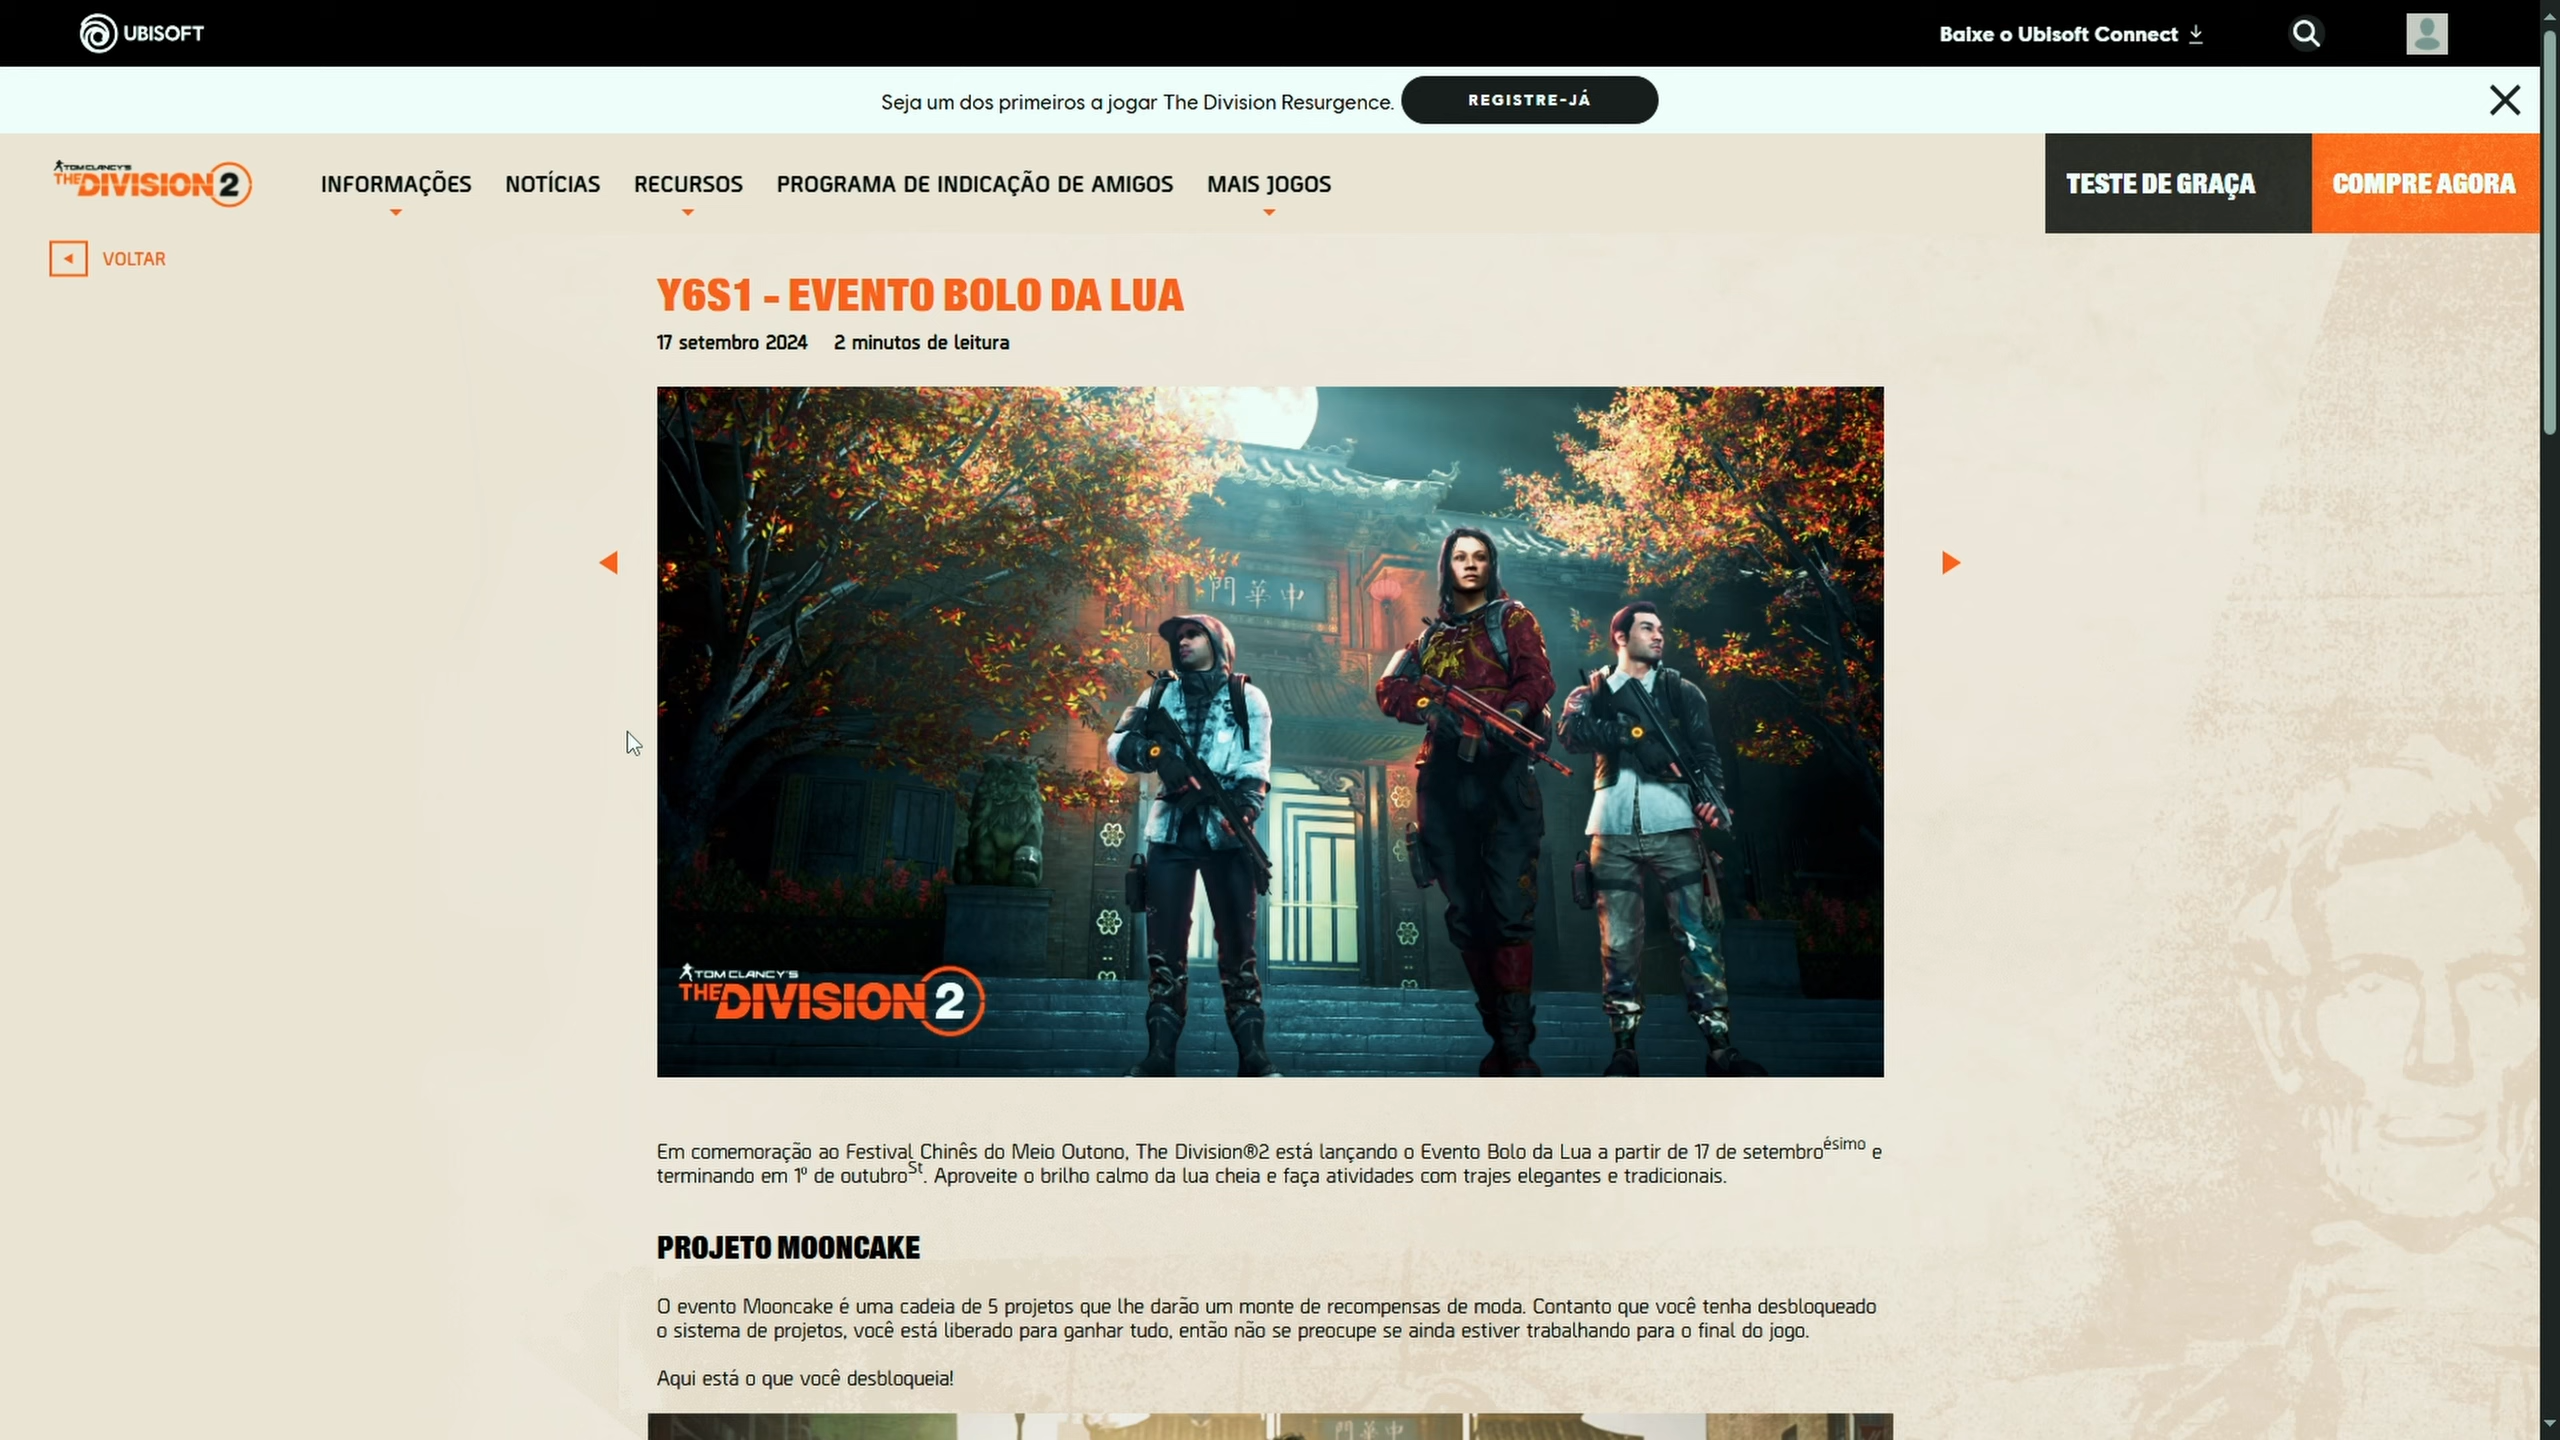 UBISOFT
Baixe o Ubisoft Connect
Seja um dos primeiros a jogar The Division Resurgence.
REGISTRE-JÁ
TOM CLANCY'S
THE DIVISION 2
INFORMAÇÕES
NOTÍCIAS
RECURSOS
PROGRAMA DE INDICAÇÃO DE AMIGOS
MAIS JOGOS
TESTE DE GRAÇA
COMPRE AGORA
VOLTAR
Y6S1 - EVENTO BOLO DA LUA
17 setembro 2024 2 minutos de leitura
門華中
TOM CLANCY'S
THE DIVISION 2
Em comemoração ao Festival Chinês do Meio Outono, The Division®2 está lançando o Evento Bolo da Lua a partir de 17 de setembroésimo e
terminando em 1º de outubroSt. Aproveite o brilho calmo da lua cheia e faça atividades com trajes elegantes e tradicionais.
PROJETO MOONCAKE
O evento Mooncake é uma cadeia de 5 projetos que lhe darão um monte de recompensas de moda. Contanto que você tenha desbloqueado
o sistema de projetos, você está liberado para ganhar tudo, então não se preocupe se ainda estiver trabalhando para o final do jogo.
Aqui está o que você desbloqueia!
門華中